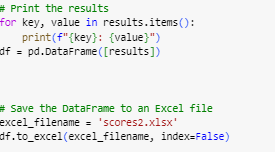 # Print the results
for key, value in results.items():
    print(f"{key}: {value}")
df = pd.DataFrame([results])
# Save the DataFrame to an Excel file
excel_filename = 'scores2.xlsx'
df.to_excel(excel_filename, index=False)